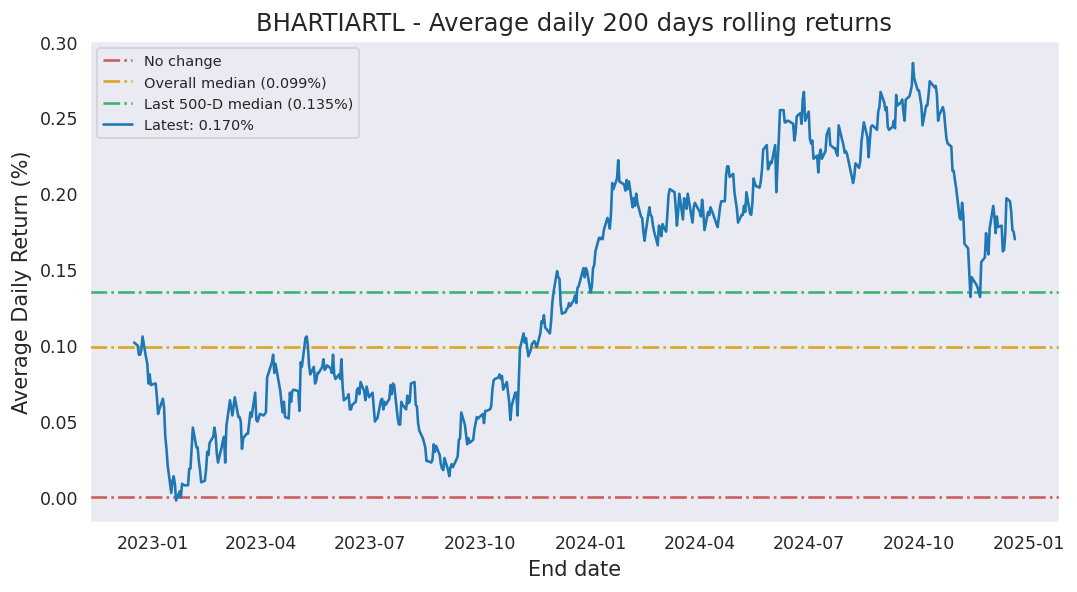 BHARTIARTL - Average daily 200 days rolling returns
Average Daily Return (%)
0.30
0.25
0.20
0.15
0.10
0.05
0.00
No change
Overall median (0.099%)
Last 500-D median (0.135%)
Latest: 0.170%
2023-01 2023-04 2023-07 2023-10 2024-01 2024-04 2024-07 2024-10 2025-01
End date